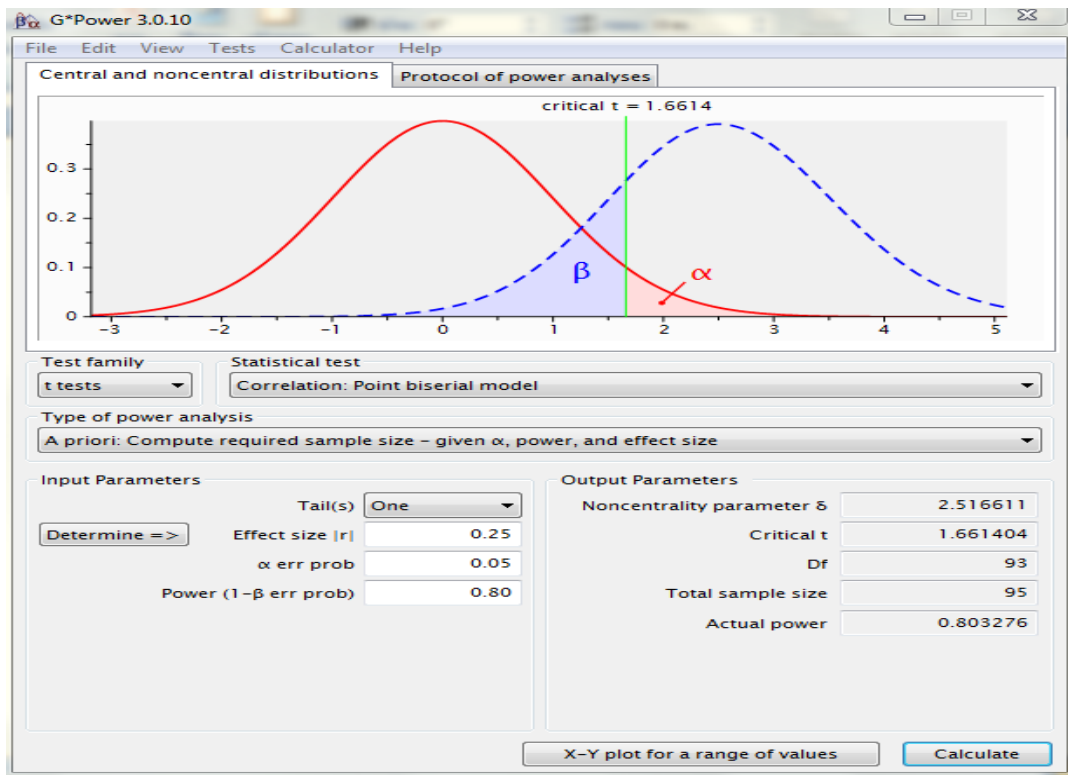 G*Power 3.0.10
File Edit View Tests Calculator Help
Central and noncentral distributions Protocol of power analyses
critical t = 1.6614
0.3
0.2
0.1
0
β
α
-3 -2 -1 0 1 2 3 4 5
Test family Statistical test
t tests Correlation: Point biserial model
Type of power analysis
A priori: Compute required sample size - given α, power, and effect size
Input Parameters Output Parameters
Tail(s) One Noncentrality parameter δ 2.516611
Determine => Effect size |r| 0.25 Critical t 1.661404
α err prob 0.05 Df 93
Power (1-β err prob) 0.80 Total sample size 95
Actual power 0.803276
X-Y plot for a range of values Calculate